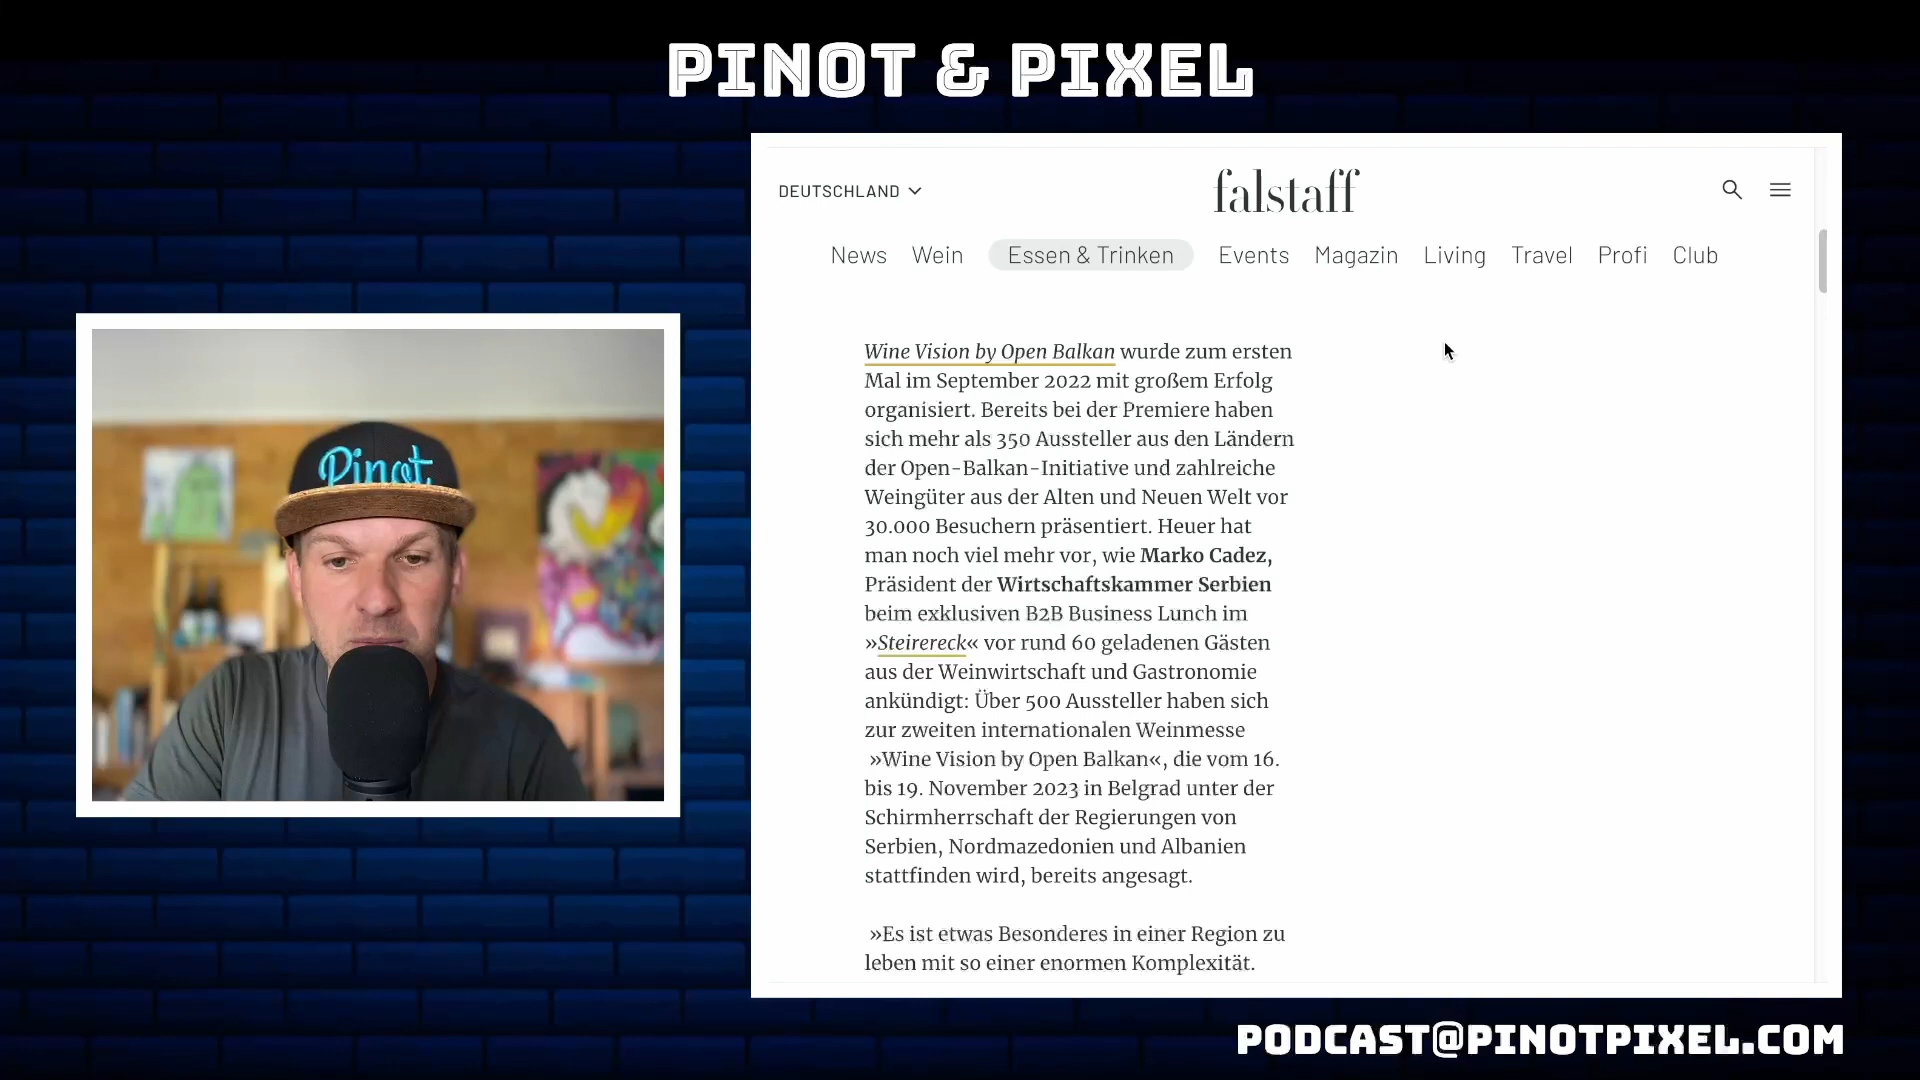 PINOT & PIXEL
DEUTSCHLAND
falstaff
News Wein Essen & Trinken Events Magazin Living Travel Profi Club
Pinot
Wine Vision by Open Balkan wurde zum ersten
Mal im September 2022 mit großem Erfolg
organisiert. Bereits bei der Premiere haben
sich mehr als 350 Aussteller aus den Ländern
der Open-Balkan-Initiative und zahlreiche
Weingüter aus der Alten und Neuen Welt vor
30.000 Besuchern präsentiert. Heuer hat
man noch viel mehr vor, wie Marko Cadez,
Präsident der Wirtschaftskammer Serbien
beim exklusiven B2B Business Lunch im
»Steirereck« vor rund 60 geladenen Gästen
aus der Weinwirtschaft und Gastronomie
ankündigt: Über 500 Aussteller haben sich
zur zweiten internationalen Weinmesse
»Wine Vision by Open Balkan«, die vom 16.
bis 19. November 2023 in Belgrad unter der
Schirmherrschaft der Regierungen von
Serbien, Nordmazedonien und Albanien
stattfinden wird, bereits angesagt.
»Es ist etwas Besonderes in einer Region zu
leben mit so einer enormen Komplexität.
PODCAST@PINOTPIXEL.COM